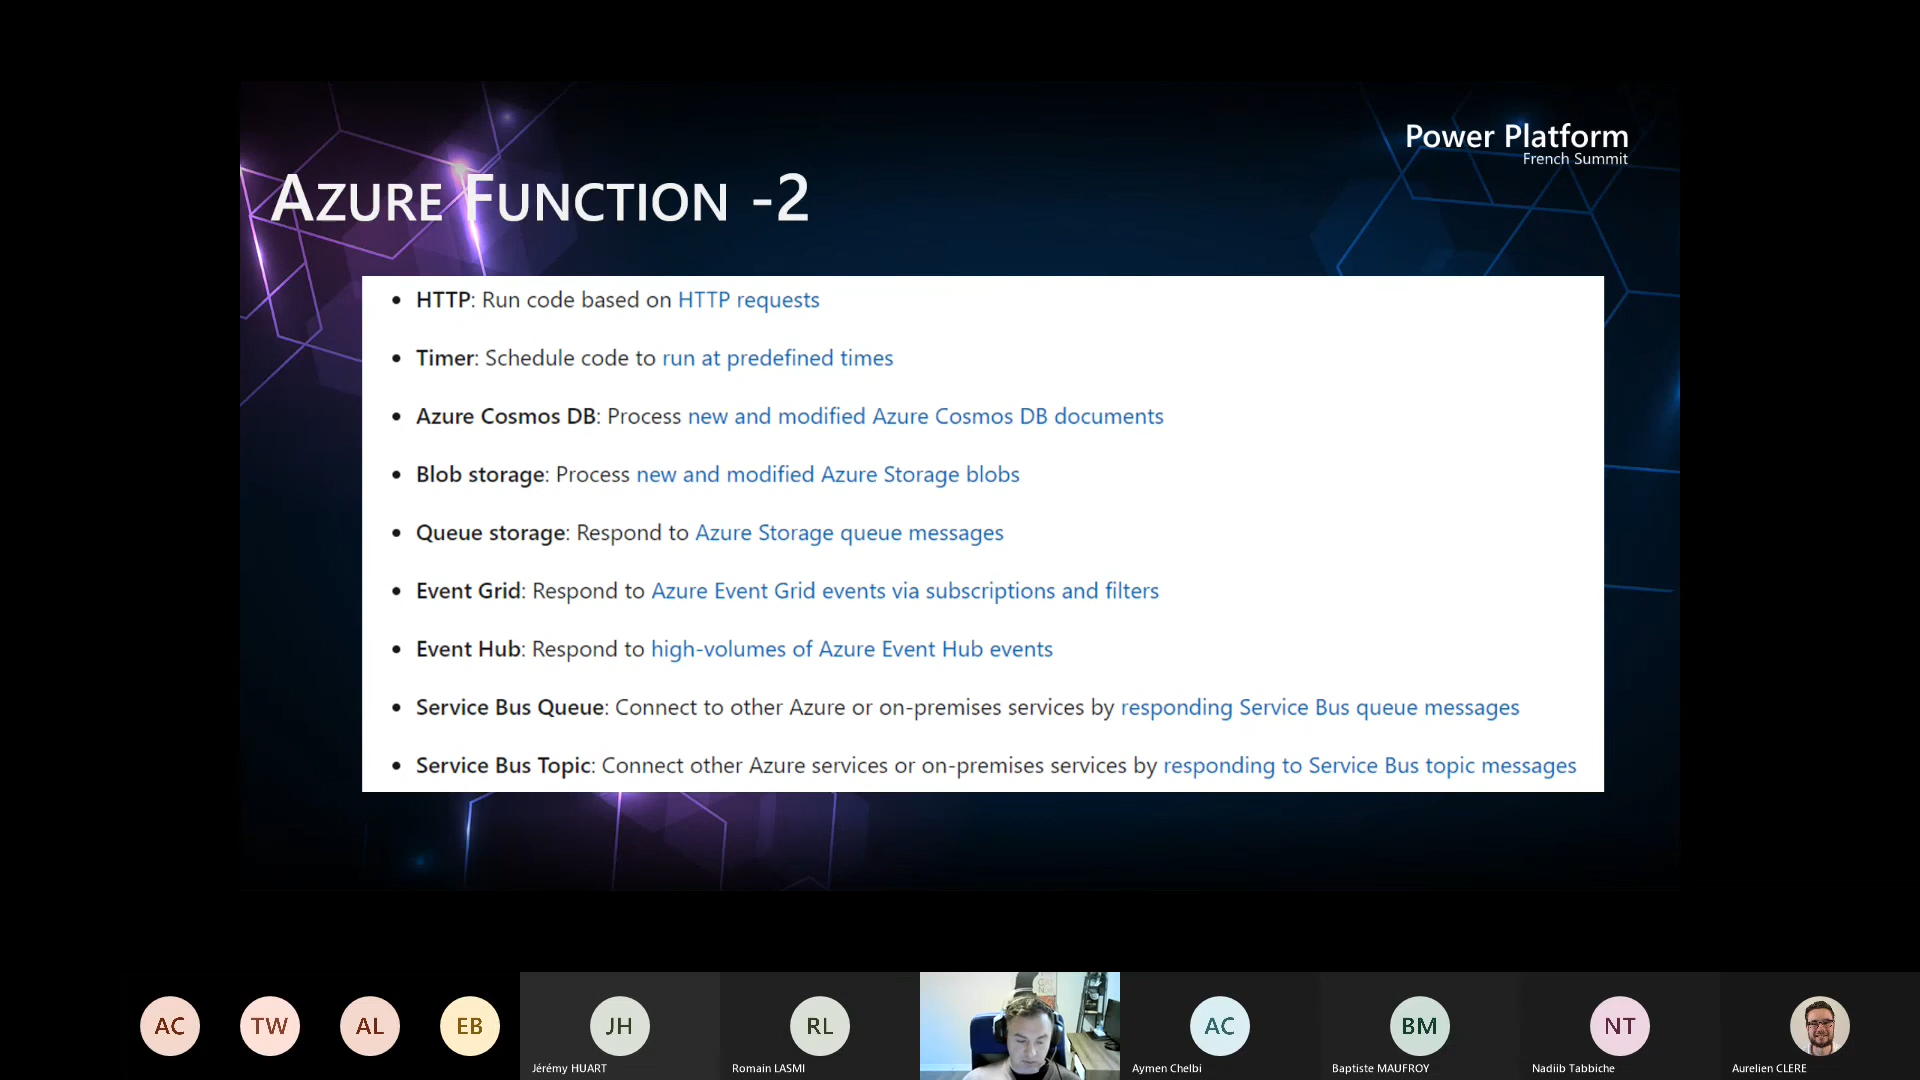 Power Platform
French Summit
AZURE FUNCTION -2
• HTTP: Run code based on HTTP requests
• Timer: Schedule code to run at predefined times
• Azure Cosmos DB: Process new and modified Azure Cosmos DB documents
• Blob storage: Process new and modified Azure Storage blobs
• Queue storage: Respond to Azure Storage queue messages
• Event Grid: Respond to Azure Event Grid events via subscriptions and filters
• Event Hub: Respond to high-volumes of Azure Event Hub events
• Service Bus Queue: Connect to other Azure or on-premises services by responding Service Bus queue messages
• Service Bus Topic: Connect other Azure services or on-premises services by responding to Service Bus topic messages
AC TW AL EB JH RL AC BM NT
Jérémy HUART Romain LASMI Aymen Chelbi Baptiste MAUFROY Nadiib Tabbiche Aurelien CLERE